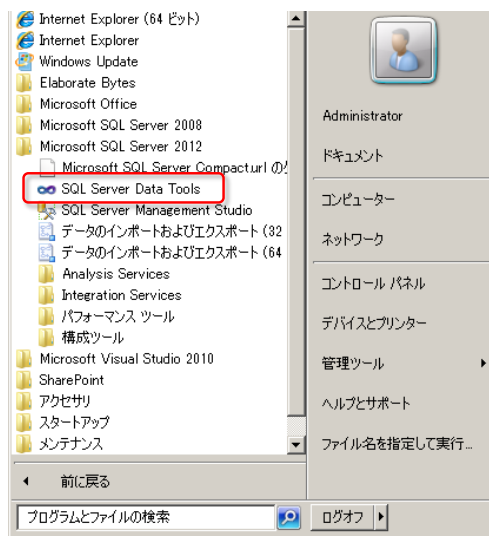 Internet Explorer (64 ビット)
Internet Explorer
Windows Update
Elaborate Bytes
Microsoft Office
Microsoft SQL Server 2008
Microsoft SQL Server 2012
Microsoft SQL Server Compact.url の
SQL Server Data Tools
SQL Server Management Studio
データのインポートおよびエクスポート (32
データのインポートおよびエクスポート (64
Analysis Services
Integration Services
パフォーマンス ツール
構成ツール
Microsoft Visual Studio 2010
SharePoint
アクセサリ
スタートアップ
メンテナンス
前に戻る
プログラムとファイルの検索
Administrator
ドキュメント
コンピューター
ネットワーク
コントロール パネル
デバイスとプリンター
管理ツール
ヘルプとサポート
ファイル名を指定して実行...
ログオフ